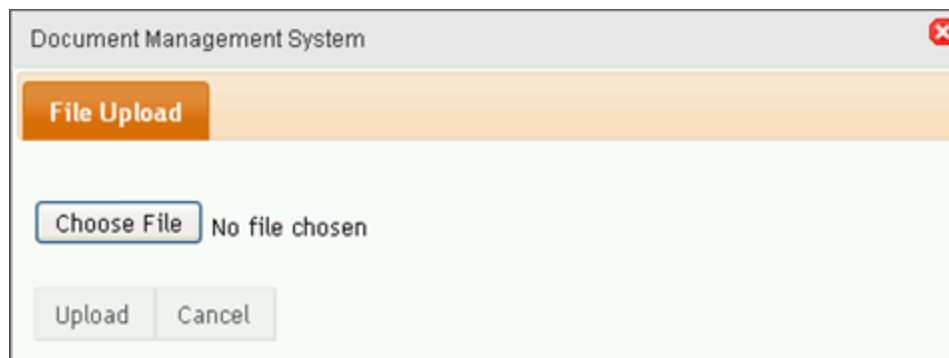 Document Management System
File Upload
Choose File No file chosen
Upload Cancel